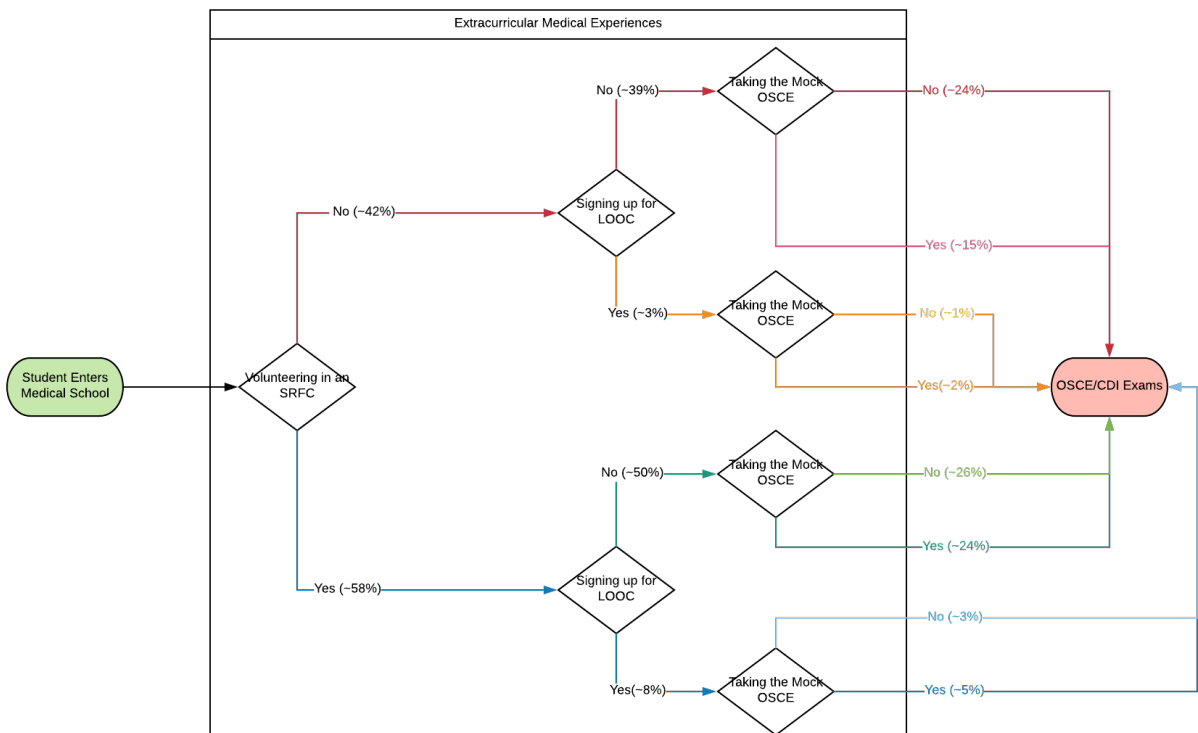 Extracurricular Medical Experiences
Taking the Mock
OSCE
No (~39%)
No (~24%)
Signing up for
LOOC
No (~42%)
Yes (~15%)
Taking the Mock
OSCE
Yes (~3%)
No (~1%)
Student Enters
Medical School
Volunteering in an
SRFC
Yes(~2%)
OSCE/CDI Exams
Taking the Mock
OSCE
No (~50%)
No (~26%)
Yes (~24%)
Signing up for
LOOC
Yes (~58%)
No (~3%)
Taking the Mock
OSCE
Yes(~8%)
Yes (~5%)